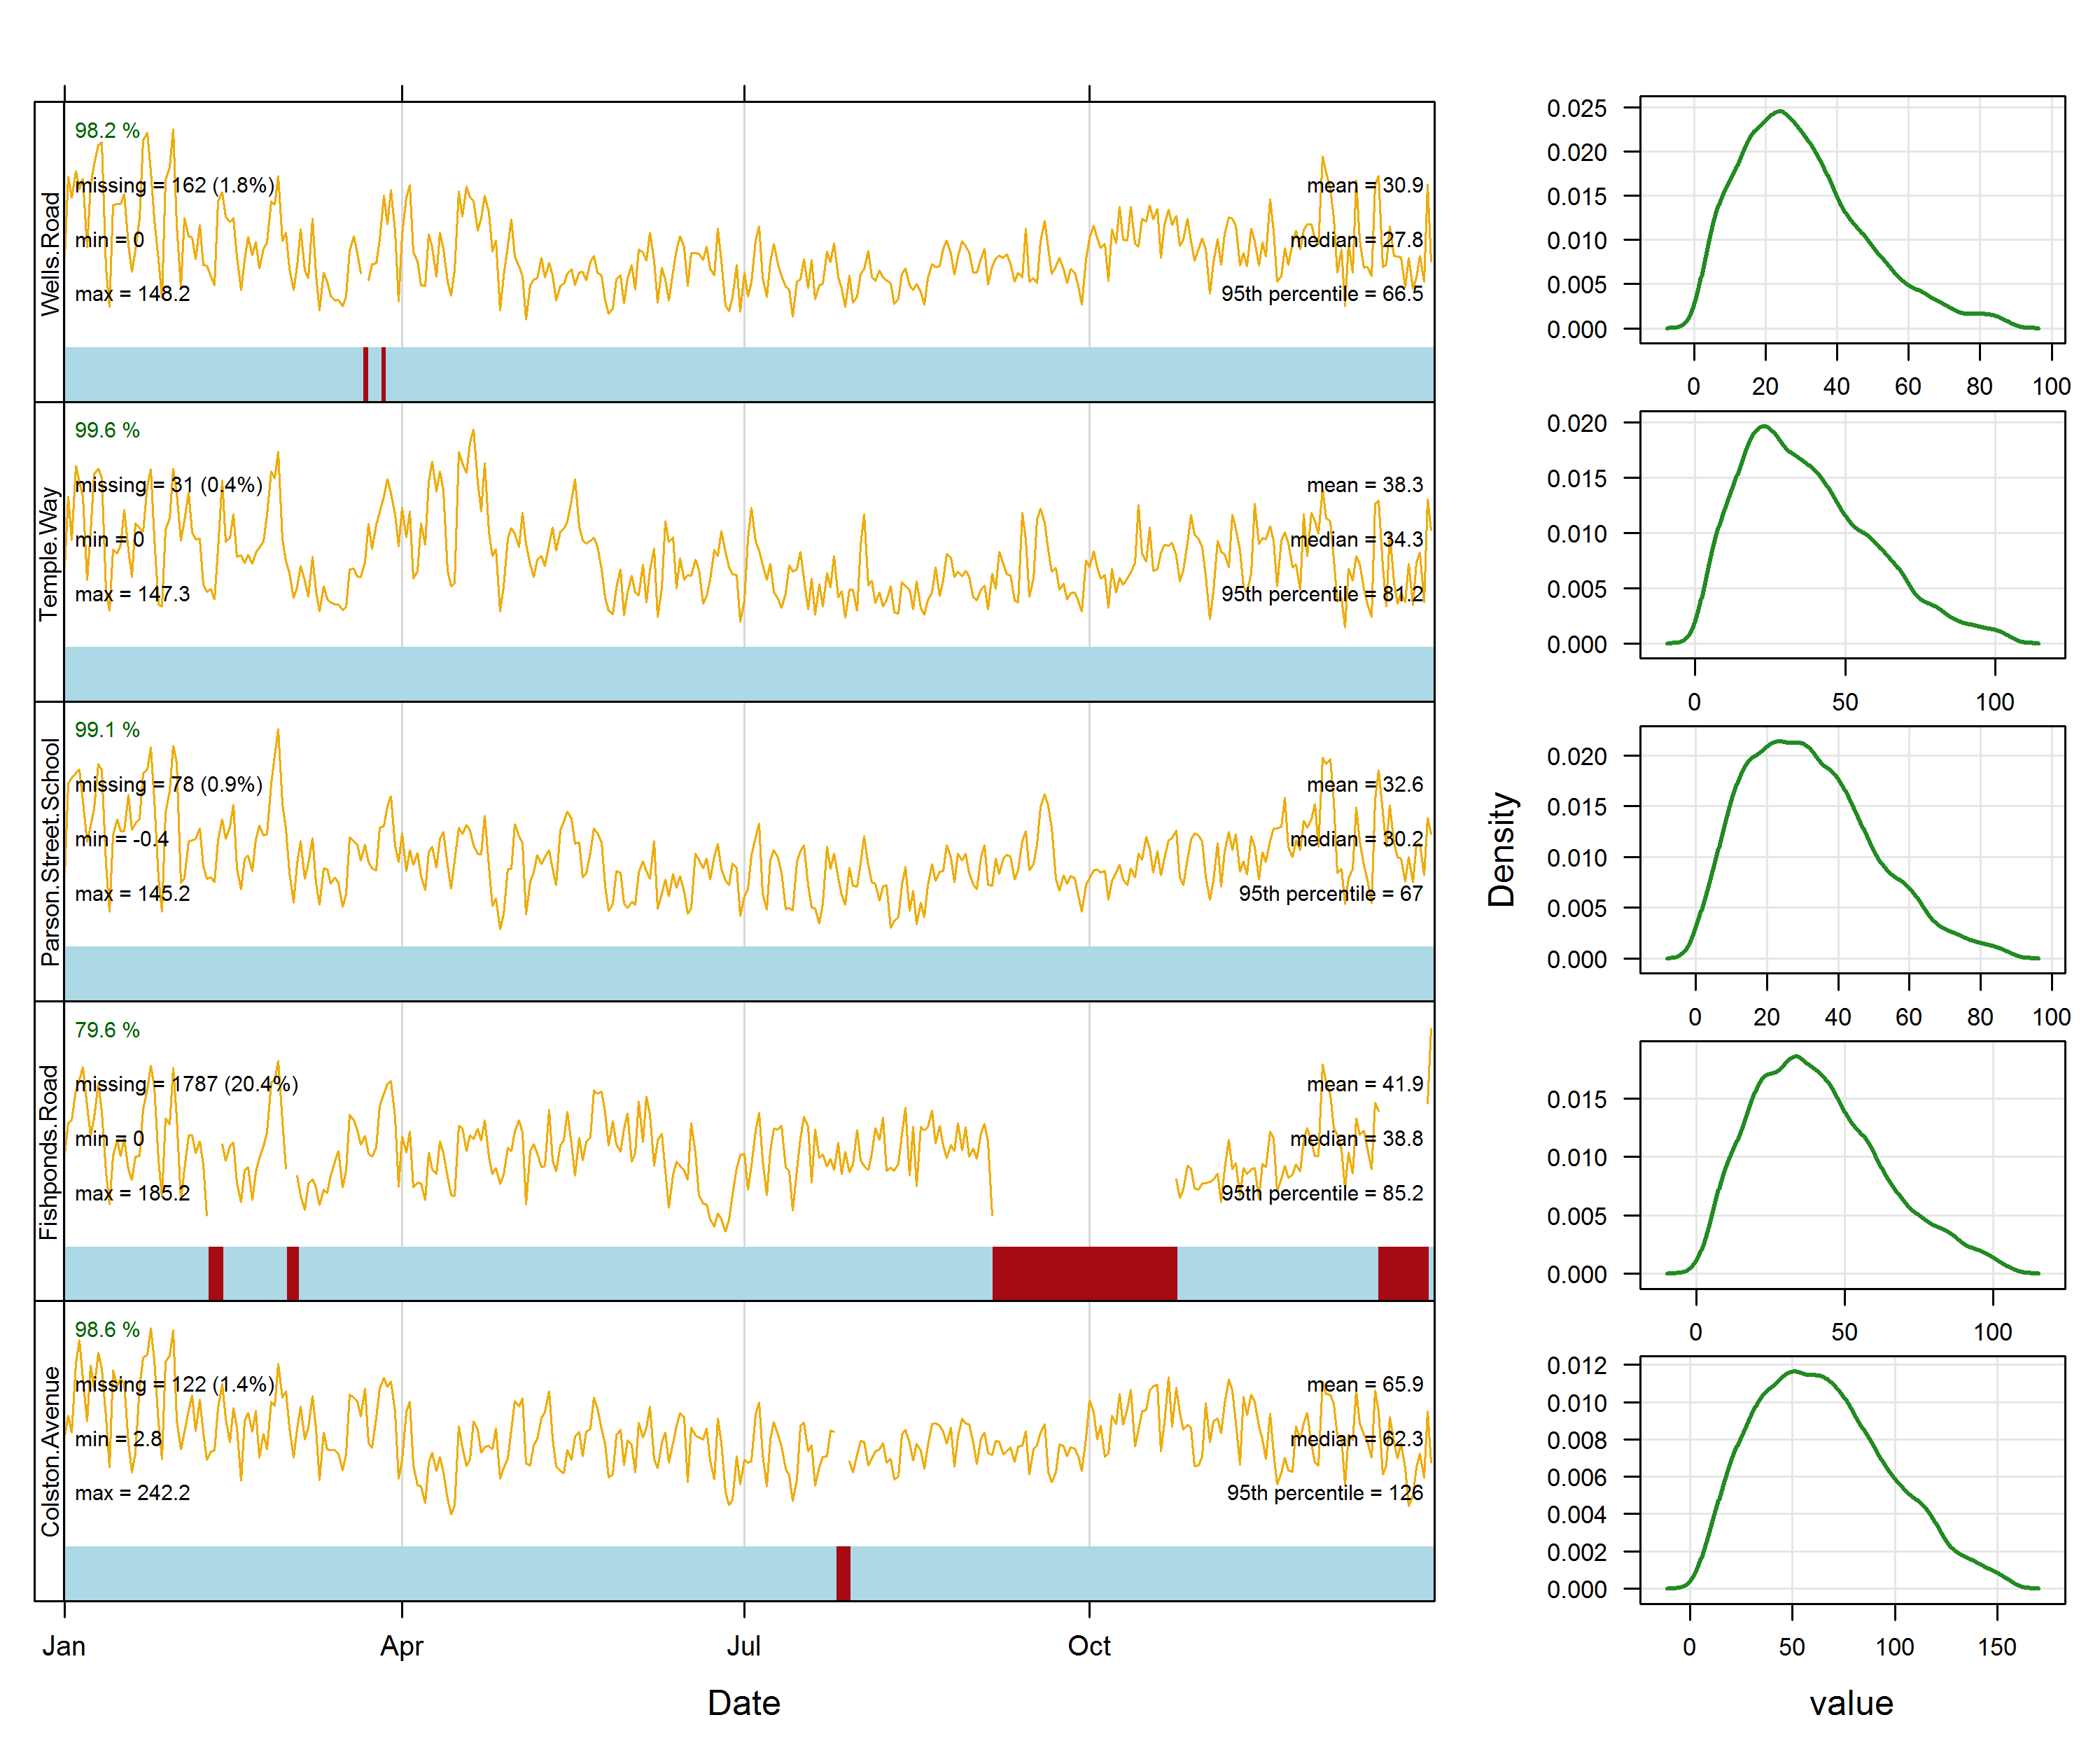 Wells.Road
98.2 %
missing = 162 (1.8%)
min = 0
max = 148.2
mean = 30.9
median = 27.8
95th percentile = 66.5
Temple.Way
99.6 %
missing = 31 (0.4%)
min = 0
max = 147.3
mean = 38.3
median = 34.3
95th percentile = 81.2
Parson.Street.School
99.1 %
missing = 78 (0.9%)
min = -0.4
max = 145.2
mean = 32.6
median = 30.2
95th percentile = 67
Fishponds.Road
79.6 %
missing = 1787 (20.4%)
min = 0
max = 185.2
mean = 41.9
median = 38.8
95th percentile = 85.2
Colston.Avenue
98.6 %
missing = 122 (1.4%)
min = 2.8
max = 242.2
mean = 65.9
median = 62.3
95th percentile = 126
Jan Apr Jul Oct
Date
Density
0.025
0.020
0.015
0.010
0.005
0.000
0 20 40 60 80 100
0.020
0.015
0.010
0.005
0.000
0 50 100
0.020
0.015
0.010
0.005
0.000
0 20 40 60 80 100
0.015
0.010
0.005
0.000
0 50 100
0.012
0.010
0.008
0.006
0.004
0.002
0.000
0 50 100 150
value